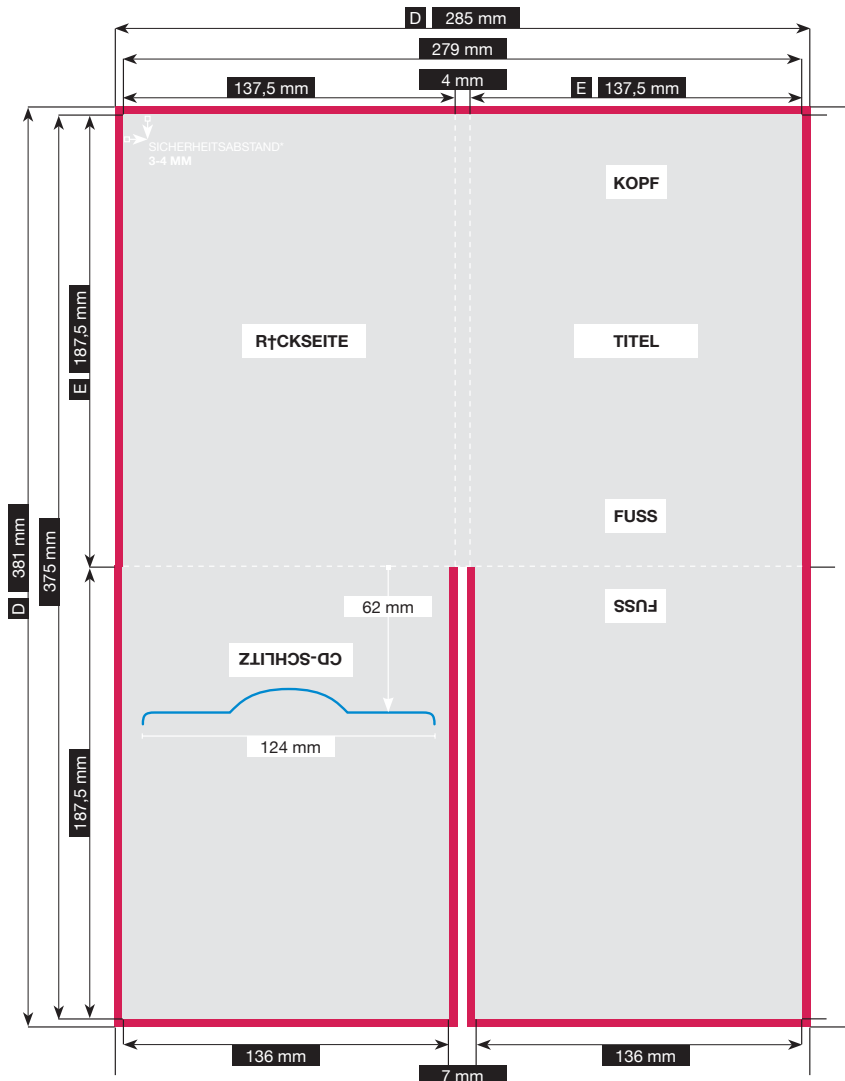 D 285 mm
279 mm
137,5 mm
4 mm
E 137,5 mm
SICHERHEITSABSTAND"
3-4 MM
KOPF
E 187,5 mm
R†CKSEITE
TITEL
FUSS
D 381 mm
375 mm
62 mm
FUSS
CD-SCHLITZ
124 mm
187,5 mm
136 mm
136 mm
7 mm